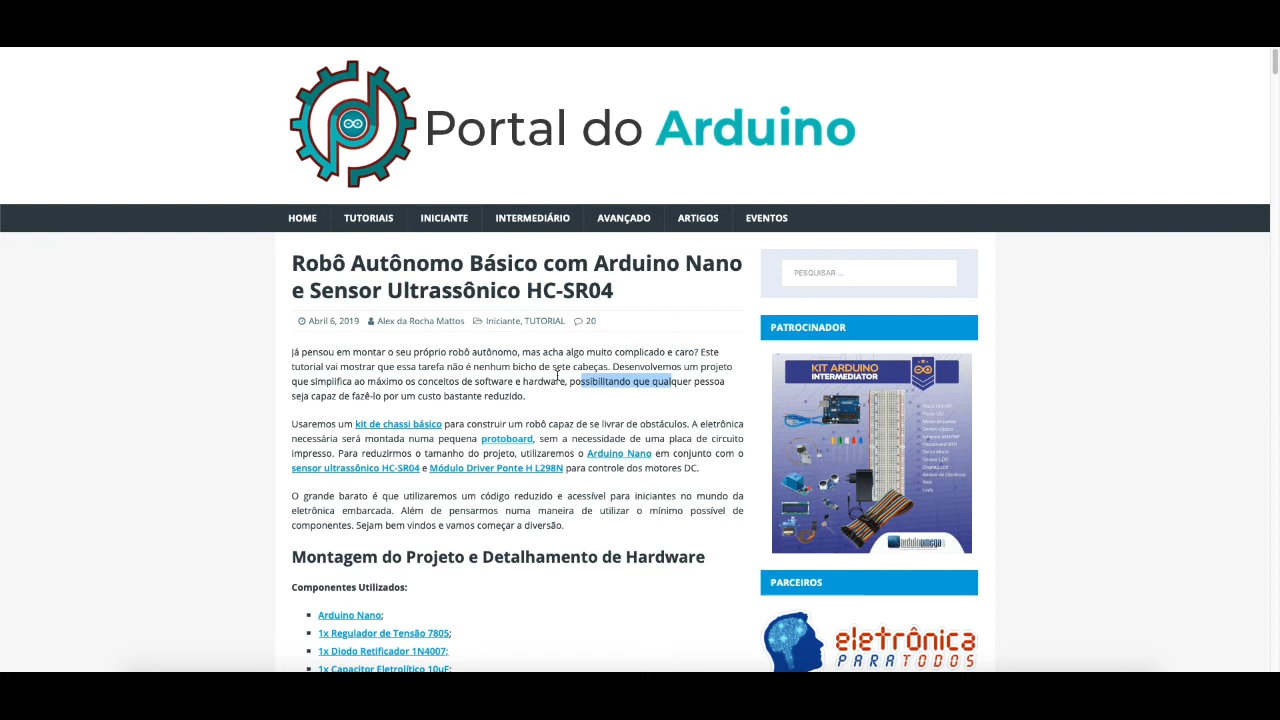 Portal do Arduino
HOME
TUTORIAIS
INICIANTE
INTERMEDIÁRIO
AVANÇADO
ARTIGOS
EVENTOS
Robô Autônomo Básico com Arduino Nano
e Sensor Ultrassônico HC-SR04
Abril 6, 2019 Alex da Rocha Mattos Iniciante, TUTORIAL 20
Já pensou em montar o seu próprio robô autônomo, mas acha algo muito complicado e caro? Este
tutorial vai mostrar que essa tarefa não é nenhum bicho de sete cabeças. Desenvolvemos um projeto
que simplifica ao máximo os conceitos de software e hardware, possibilitando que qualquer pessoa
seja capaz de fazê-lo por um custo bastante reduzido.
Usaremos um kit de chassi básico para construir um robô capaz de se livrar de obstáculos. A eletrônica
necessária será montada numa pequena protoboard, sem a necessidade de uma placa de circuito
impresso. Para reduzirmos o tamanho do projeto, utilizaremos o Arduino Nano em conjunto com o
sensor ultrassônico HC-SR04 e Módulo Driver Ponte H L298N para controle dos motores DC.
O grande barato é que utilizaremos um código reduzido e acessível para iniciantes no mundo da
eletrônica embarcada. Além de pensarmos numa maneira de utilizar o mínimo possível de
componentes. Sejam bem vindos e vamos começar a diversão.
Montagem do Projeto e Detalhamento de Hardware
Componentes Utilizados:
Arduino Nano;
1x Regulador de Tensão 7805;
1x Diodo Retificador 1N4007;
1x Capacitor Eletrolítico 10uF;
PESQUISAR ...
PATROCINADOR
KIT ARDUINO
INTERMEDIATOR
PARCEIROS
eletrônica
PARATODOS